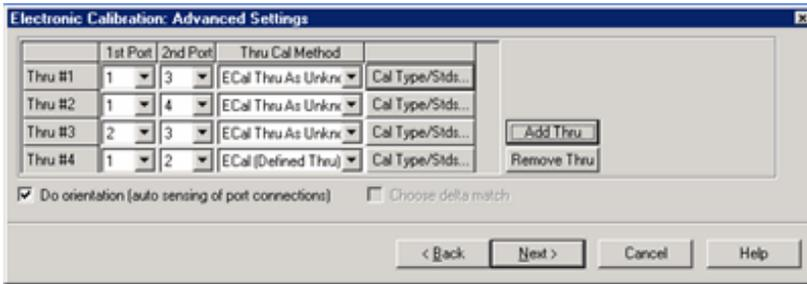 Electronic Calibration: Advanced Settings
1st Port 2nd Port Thru Cal Method
Thru #1 1 3 ECal Thru As Unkn Cal Type/Stds...
Thru #2 1 4 ECal Thru As Unkn Cal Type/Stds...
Thru #3 2 3 ECal Thru As Unkn Cal Type/Stds... Add Thru
Thru #4 1 2 ECal (Defined Thru) Cal Type/Stds... Remove Thru
Do orientation (auto sensing of port connections) Choose delta match
< Back Next > Cancel Help